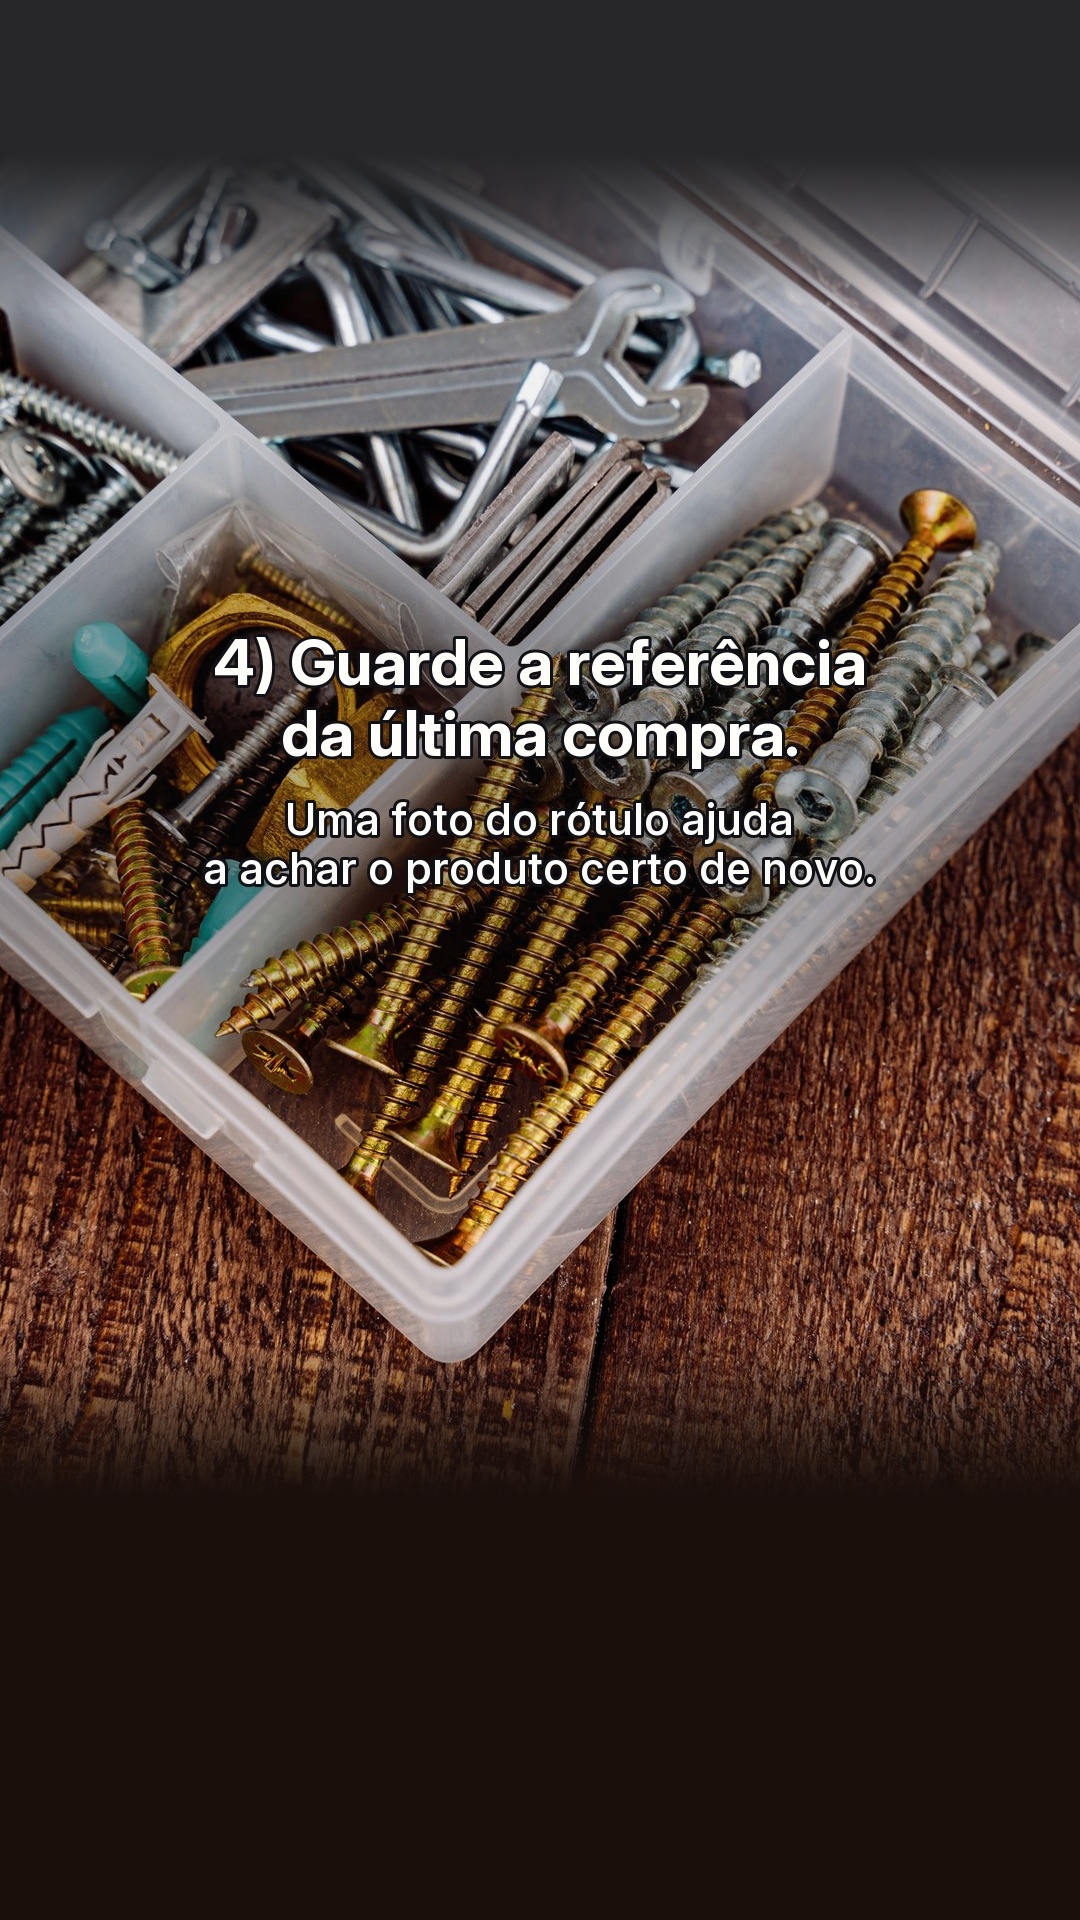 4) Guarde a referência
da última compra.
Uma foto do rótulo ajuda
a achar o produto certo de novo.